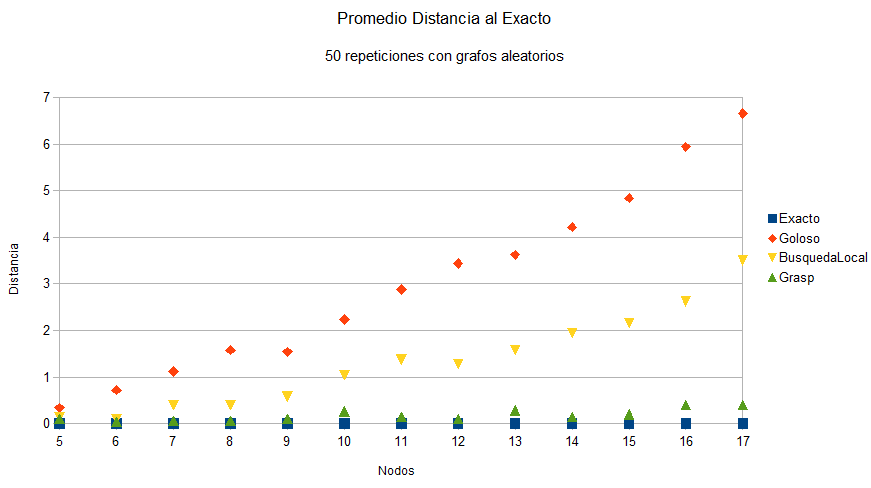 Promedio Distancia al Exacto
50 repeticiones con grafos aleatorios
7
6
5
4
3
2
1
0
Distancia
5 6 7 8 9 10 11 12 13 14 15 16 17
Nodos
Exacto
Goloso
BusquedaLocal
Grasp